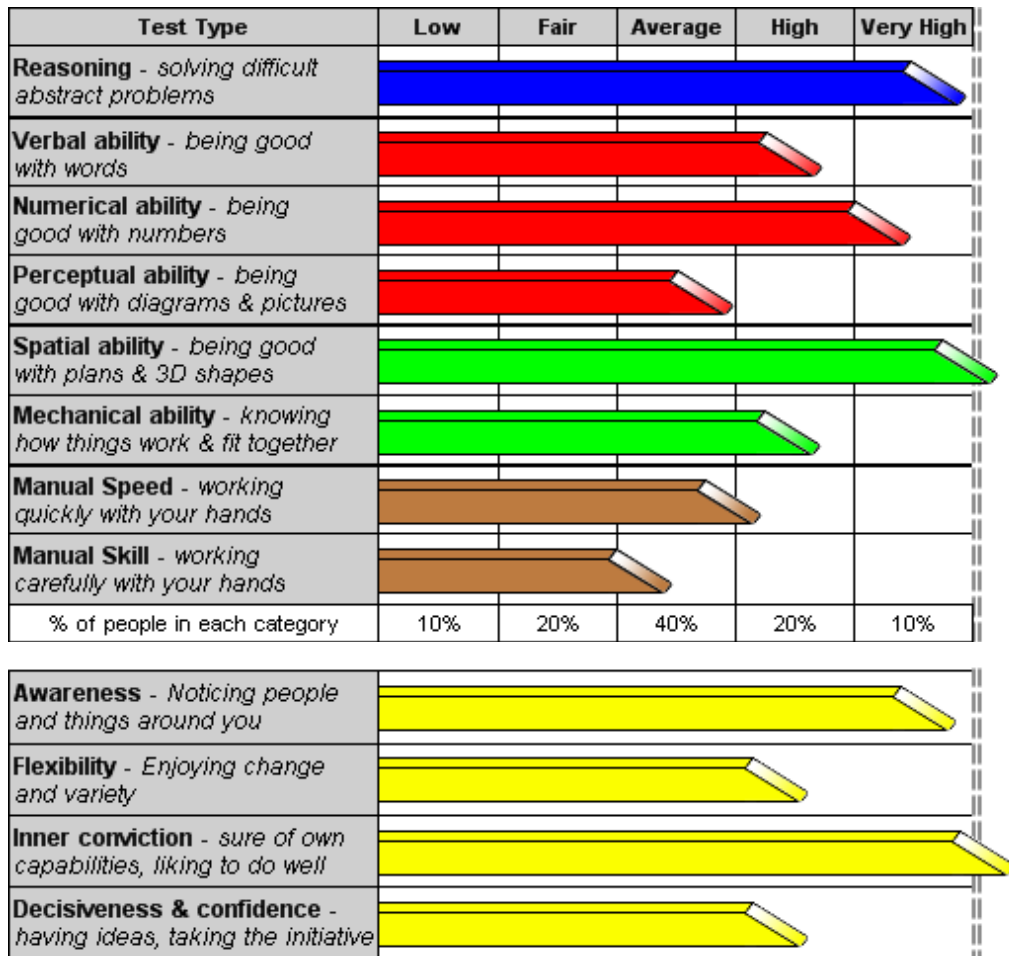 Test Type Low Fair Average High Very High
Reasoning - solving difficult
abstract problems
Verbal ability - being good
with words
Numerical ability - being
good with numbers
Perceptual ability - being
good with diagrams & pictures
Spatial ability - being good
with plans & 3D shapes
Mechanical ability - knowing
how things work & fit together
Manual Speed - working
quickly with your hands
Manual Skill - working
carefully with your hands
% of people in each category 10% 20% 40% 20% 10%
Awareness - Noticing people
and things around you
Flexibility - Enjoying change
and variety
Inner conviction - sure of own
capabilities, liking to do well
Decisiveness & confidence -
having ideas, taking the initiative